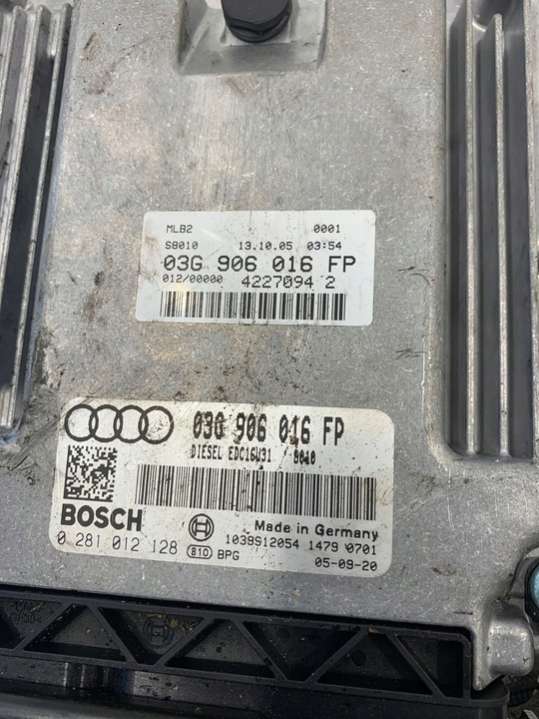 MLB2 0001
S8010 13.10.05 03:54
03G 906 016 FP
012/00000 4227094 2
03G 906 016 FP
DIESEL EDC16U31 8010
BOSCH
Made in Germany
0 281 012 128 810 BPG 1039S12054 1479 0701
05-09-20